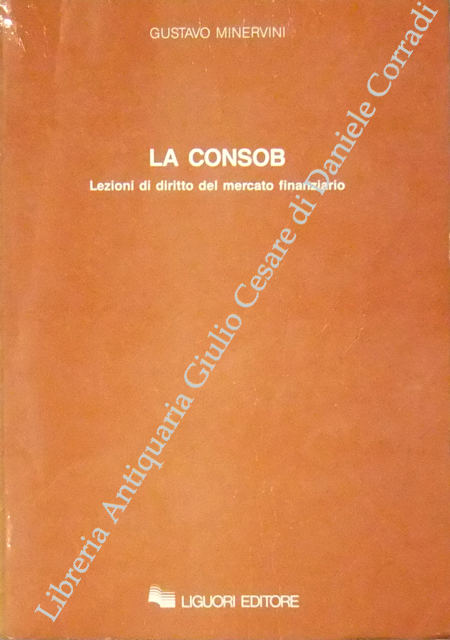 GUSTAVO MINERVINI
LA CONSOB
Lezioni di diritto del mercato finanziario
Libreria Antiquaria Giulio Cesare di Daniele Corradi
LIGUORI EDITORE